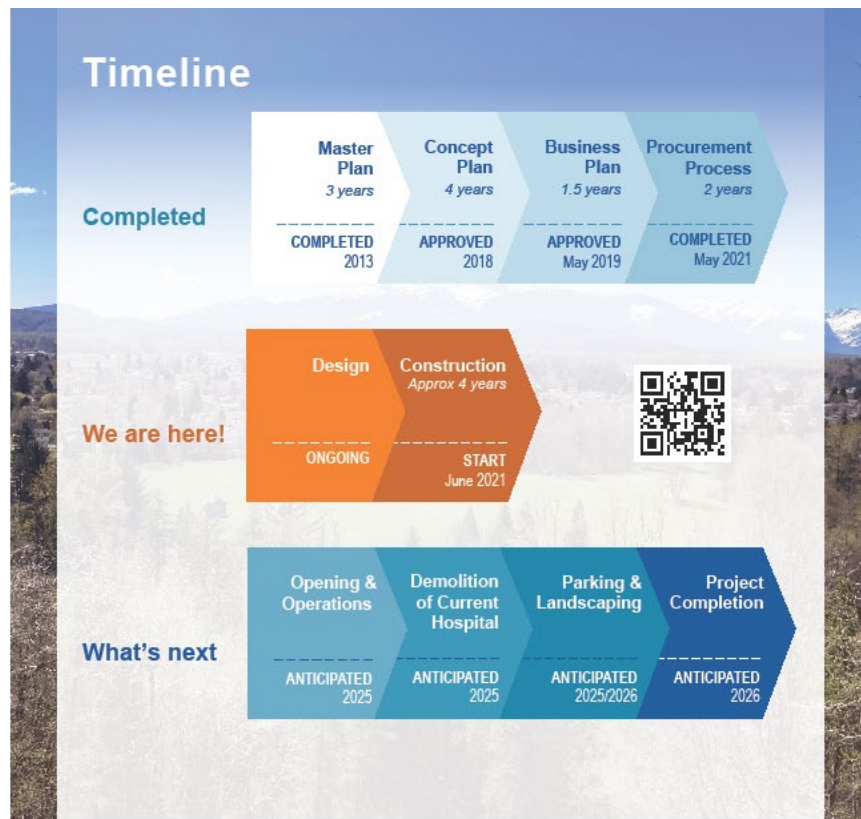 Timeline
Completed
Master
Plan
3 years
COMPLETED
2013
Concept
Plan
4 years
APPROVED
2018
Business
Plan
1.5 years
APPROVED
May 2019
Procurement
Process
2 years
COMPLETED
May 2021
We are here!
Design
ONGOING
Construction
Approx 4 years
START
June 2021
What's next
Opening &
Operations
ANTICIPATED
2025
Demolition
of Current
Hospital
ANTICIPATED
2025
Parking &
Landscaping
ANTICIPATED
2025/2026
Project
Completion
ANTICIPATED
2026